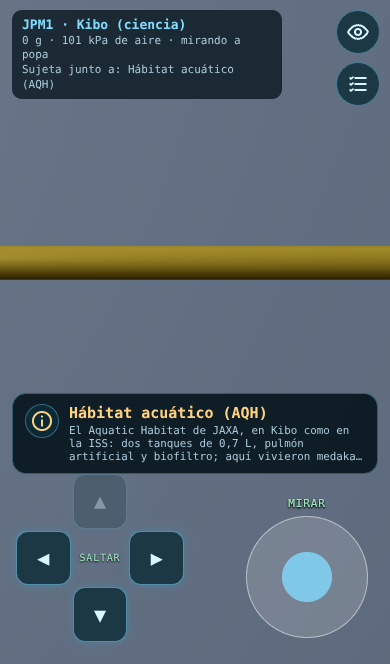 JPM1 · Kibo (ciencia)
0 g · 101 kPa de aire · mirando a
popa
Sujeta junto a: Hábitat acuático
(AQH)
Hábitat acuático (AQH)
El Aquatic Habitat de JAXA, en Kibo como en
la ISS: dos tanques de 0,7 L, pulmón
artificial y biofiltro; aquí vivieron medaka…
SALTAR
MIRAR